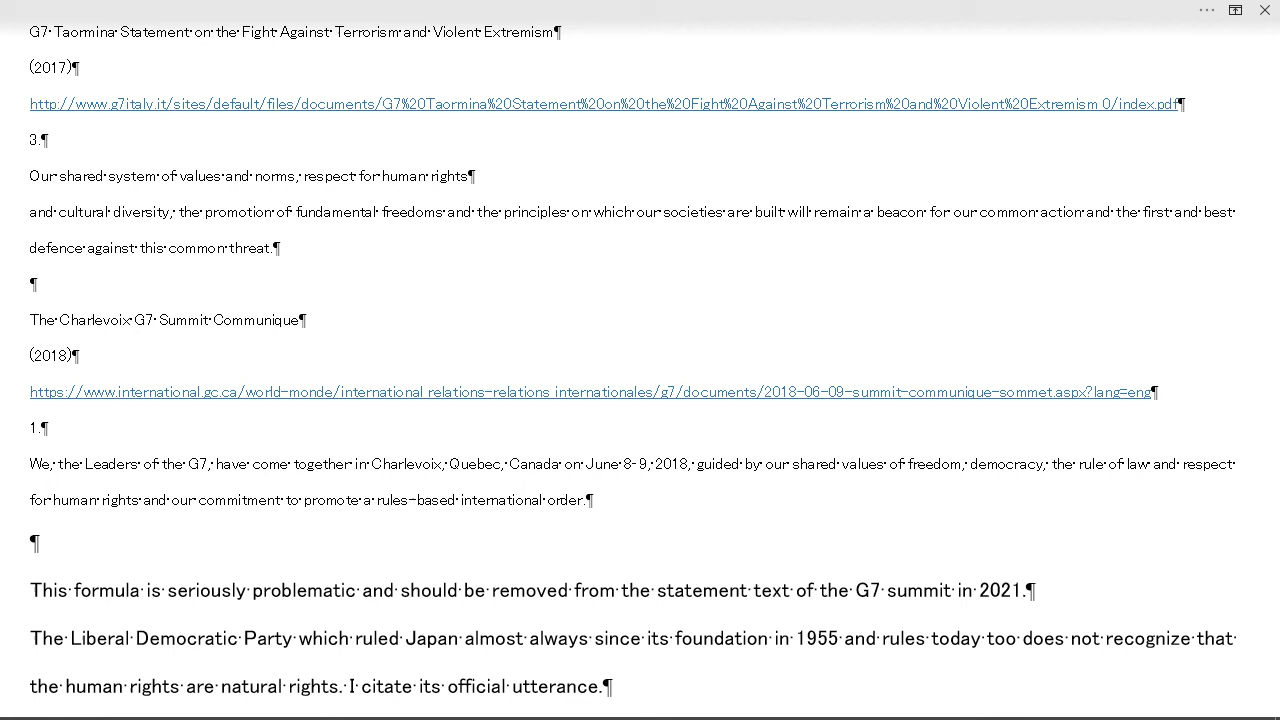 G7 Taormina Statement on the Fight Against Terrorism and Violent Extremism¶
(2017)¶
http://www.g7italy.it/sites/default/files/documents/G7%20Taormina%20Statement%20on%20the%20Fight%20Against%20Terrorism%20and%20Violent%20Extremism_0/index.pdf¶
3.¶
Our shared system of values and norms, respect for human rights¶
and cultural diversity, the promotion of fundamental freedoms and the principles on which our societies are built will remain a beacon for our common action and the first and best
defence against this common threat.¶
¶
The Charlevoix G7 Summit Communique¶
(2018)¶
https://www.international.gc.ca/world-monde/international_relations-relations_internationales/g7/documents/2018-06-09-summit-communique-sommet.aspx?lang=eng¶
1.¶
We, the Leaders of the G7, have come together in Charlevoix, Quebec, Canada on June 8-9, 2018, guided by our shared values of freedom, democracy, the rule of law and respect
for human rights and our commitment to promote a rules-based international order.¶
¶
This formula is seriously problematic and should be removed from the statement text of the G7 summit in 2021.¶
The Liberal Democratic Party which ruled Japan almost always since its foundation in 1955 and rules today too does not recognize that
the human rights are natural rights. I citate its official utterance.¶